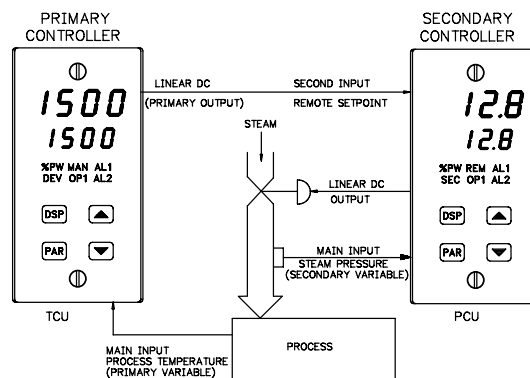 PRIMARY
CONTROLLER
1500
1500
%PW MAN AL1
DEV OP1 AL2
DSP
PAR
TCU
LINEAR DC
(PRIMARY OUTPUT)
SECOND INPUT
REMOTE SETPOINT
STEAM
LINEAR DC
OUTPUT
MAIN INPUT
STEAM PRESSURE
(SECONDARY VARIABLE)
SECONDARY
CONTROLLER
12.8
12.8
%PW REM AL1
SEC OP1 AL2
DSP
PAR
PCU
MAIN INPUT
PROCESS TEMPERATURE
(PRIMARY VARIABLE)
PROCESS